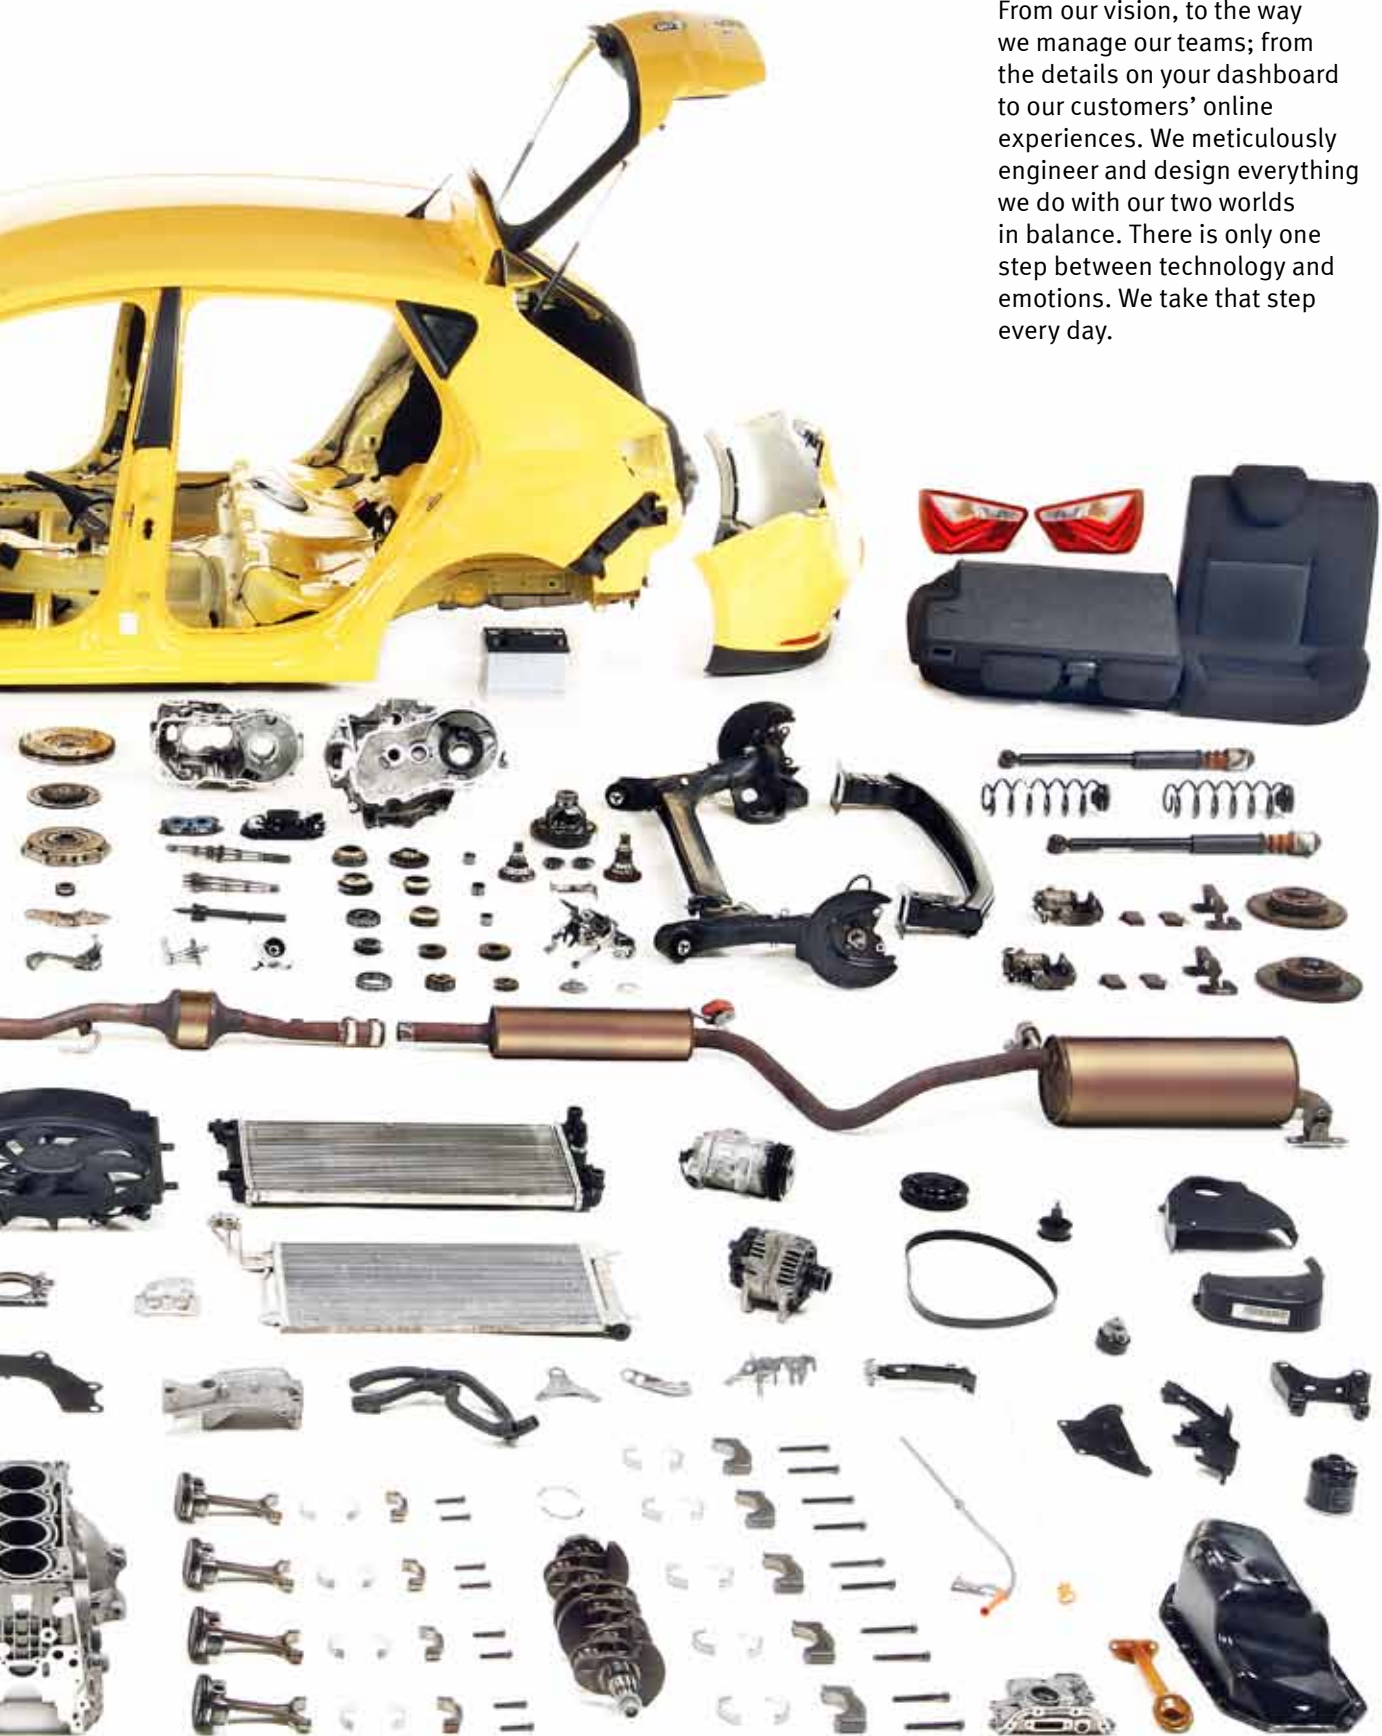 From our vision, to the way
we manage our teams; from
the details on your dashboard
to our customers’ online
experiences. We meticulously
engineer and design everything
we do with our two worlds
in balance. There is only one
step between technology and
emotions. We take that step
every day.